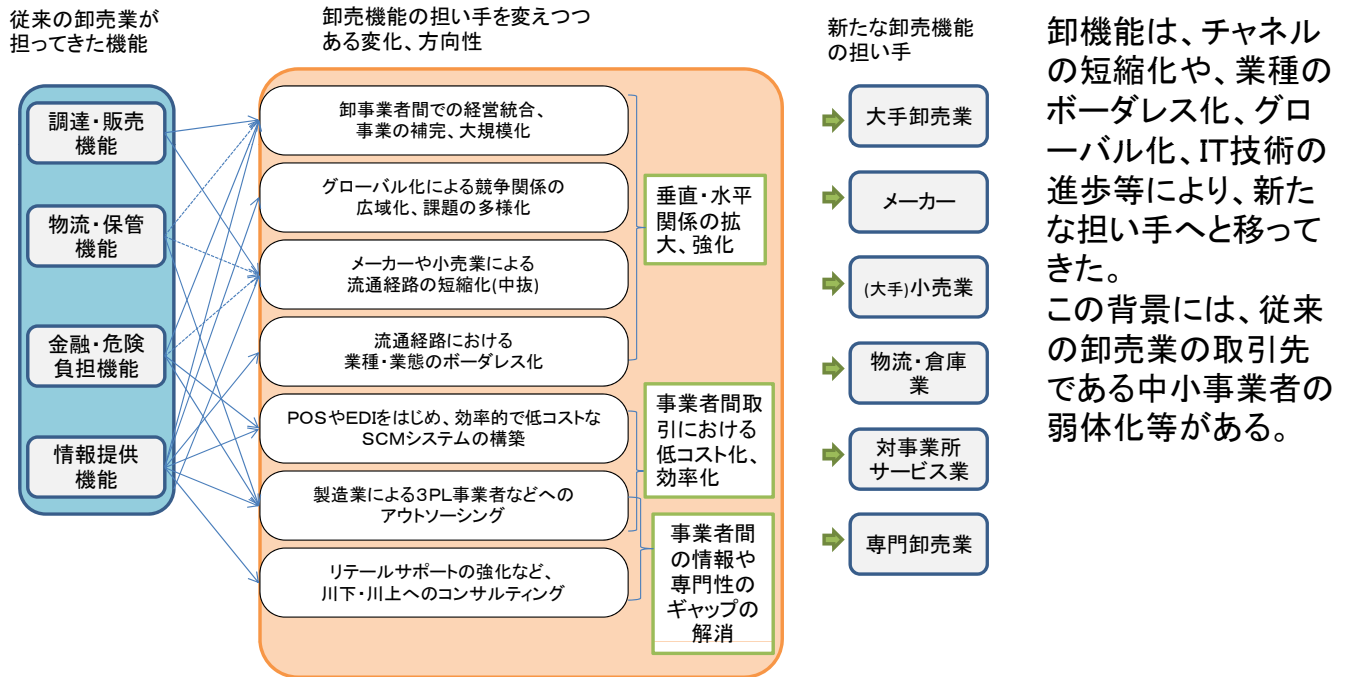 従来の卸売業が
担ってきた機能
調達・販売
機能
物流・保管
機能
金融・危険
負担機能
情報提供
機能
卸売機能の担い手を変えつつ
ある変化、方向性
卸事業者間での経営統合、
事業の補完、大規模化
グローバル化による競争関係の
広域化、課題の多様化
メーカーや小売業による
流通経路の短縮化(中抜)
流通経路における
業種・業態のボーダレス化
POSやEDIをはじめ、効率的で低コストな
SCMシステムの構築
製造業による3PL事業者などへの
アウトソーシング
リテールサポートの強化など、
川下・川上へのコンサルティング
垂直・水平
関係の拡
大、強化
事業者間取
引における
低コスト化、
効率化
事業者間
の情報や
専門性の
ギャップの
解消
新たな卸売機能
の担い手
大手卸売業
メーカー
(大手)小売業
物流・倉庫
業
対事業所
サービス業
専門卸売業
卸機能は、チャネル
の短縮化や、業種の
ボーダレス化、グロ
ーバル化、IT技術の
進歩等により、新た
な担い手へと移って
きた。
この背景には、従来
の卸売業の取引先
である中小事業者の
弱体化等がある。